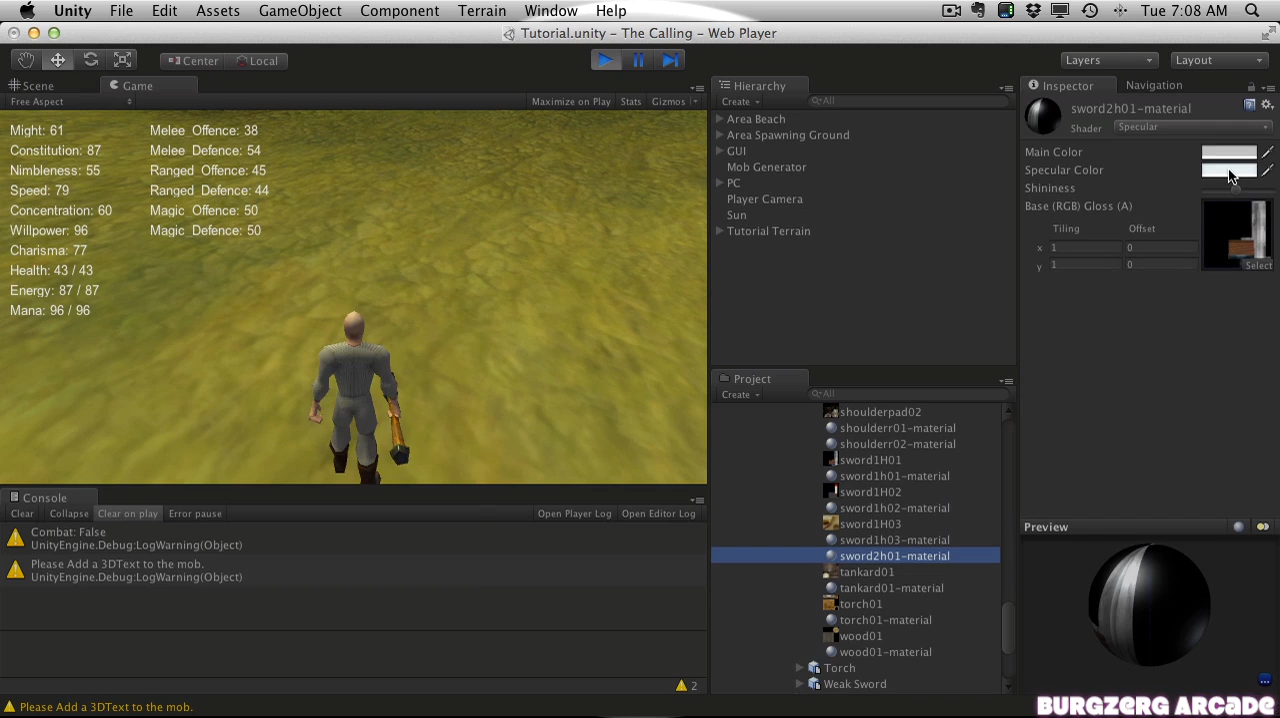 Unity File Edit Assets GameObject Component Terrain Window Help Tue 7:08 AM
Tutorial.unity – The Calling – Web Player
Center Local Layers Layout
Scene Game
Free Aspect Maximize on Play Stats Gizmos
Might: 61 Melee Offence: 38
Constitution: 87 Melee Defence: 54
Nimbleness: 55 Ranged Offence: 45
Speed: 79 Ranged Defence: 44
Concentration: 60 Magic Offence: 50
Willpower: 96 Magic Defence: 50
Charisma: 77
Health: 43 / 43
Energy: 87 / 87
Mana: 96 / 96
Console
Clear Collapse Clear on play Error pause Open Player Log Open Editor Log
Combat: False
UnityEngine.Debug:LogWarning(Object)
Please Add a 3DText to the mob.
UnityEngine.Debug:LogWarning(Object)
2
Please Add a 3DText to the mob.
Hierarchy
Create All
Area Beach
Area Spawning Ground
GUI
Mob Generator
PC
Player Camera
Sun
Tutorial Terrain
Project
Create All
shoulderpad02
shoulderr01-material
shoulderr02-material
sword1H01
sword1h01-material
sword1H02
sword1h02-material
sword1H03
sword1h03-material
sword2h01-material
tankard01
tankard01-material
torch01
torch01-material
wood01
wood01-material
Torch
Weak Sword
Inspector Navigation
sword2h01-material
Shader Specular
Main Color
Specular Color
Shininess
Base (RGB) Gloss (A)
Tiling Offset
x 1 0
y 1 0
Select
Preview
BURGZERG ARCADE